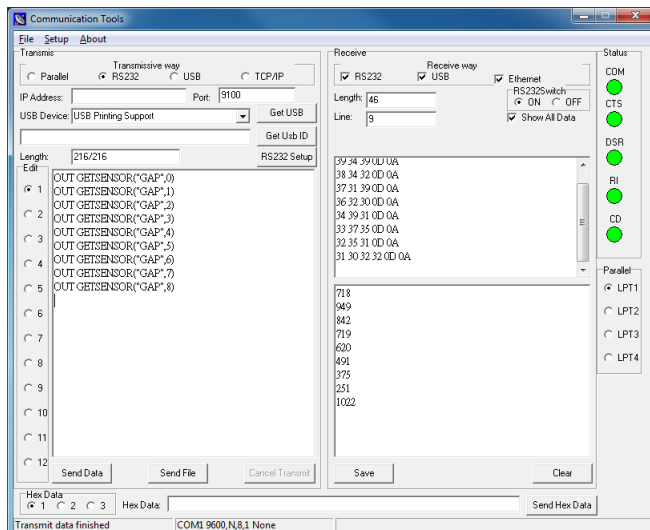 Communication Tools
File Setup About
Transmis
Transmissive way
Parallel RS232 USB TCP/IP
IP Address: Port: 9100
USB Device: USB Printing Support Get USB
Get Usb ID
Length: 216/216 RS232 Setup
Edit
1
2
3
4
5
6
7
8
9
10
11
12
OUT GETSENSOR("GAP",0)
OUT GETSENSOR("GAP",1)
OUT GETSENSOR("GAP",2)
OUT GETSENSOR("GAP",3)
OUT GETSENSOR("GAP",4)
OUT GETSENSOR("GAP",5)
OUT GETSENSOR("GAP",6)
OUT GETSENSOR("GAP",7)
OUT GETSENSOR("GAP",8)
Send Data Send File Cancel Transmit
Receive
Receive way
RS232 USB Ethernet
Length: 46
Line: 9
RS232Switch
ON OFF
Show All Data
39 34 39 0D 0A
38 34 32 0D 0A
37 31 39 0D 0A
36 32 30 0D 0A
34 39 31 0D 0A
33 37 35 0D 0A
32 35 31 0D 0A
31 30 32 32 0D 0A
718
949
842
719
620
491
375
251
1022
Save Clear
Status
COM
CTS
DSR
RI
CD
Parallel
LPT1
LPT2
LPT3
LPT4
Hex Data
1 2 3 Hex Data: Send Hex Data
Transmit data finished COM1 9600,N,8,1 None